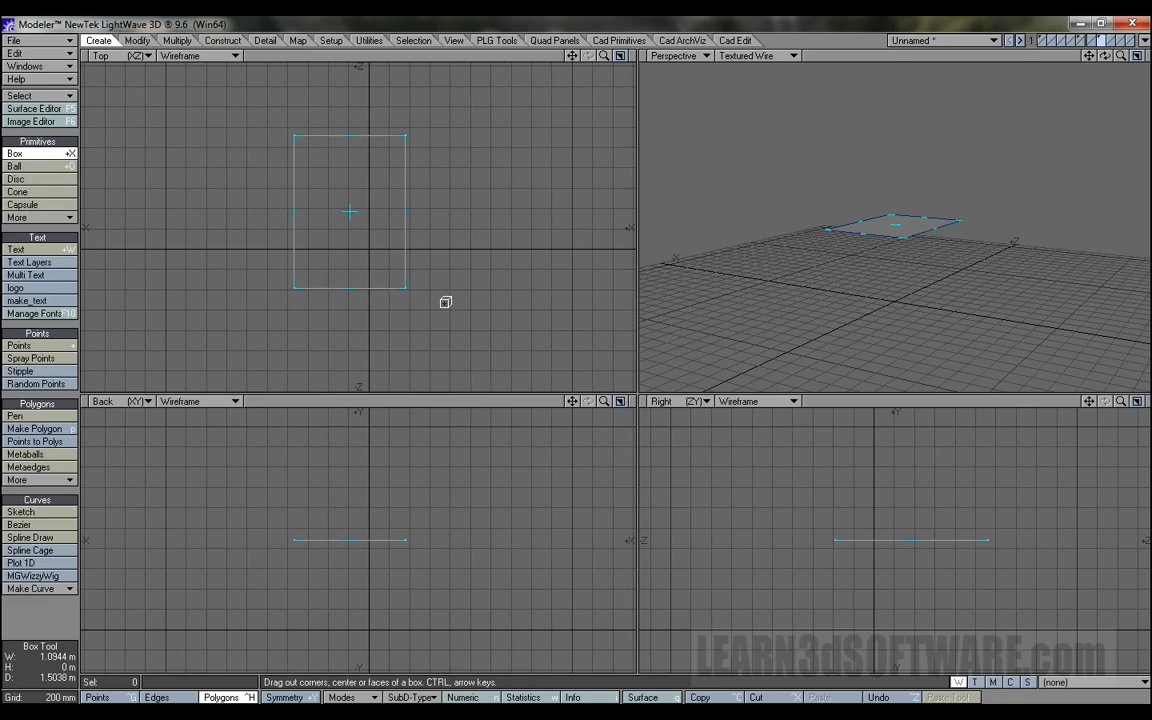 Modeler™ NewTek LightWave 3D ® 9.6 (Win64)
File
Create Modify Multiply Construct Detail Map Setup Utilities Selection View PLG Tools Quad Panels Cad Primitives Cad ArchViz Cad Edit
Unnamed * 1
Edit
Top (XZ) Wireframe
Perspective Textured Wire
Windows
Help
Select
Surface Editor F5
Image Editor F6
Primitives
Box +X
Ball +O
Disc
Cone
Capsule
More
Text
Text +W
Text Layers
Multi Text
logo
make_text
Manage Fonts F10
Points
Points +
Spray Points
Stipple
Random Points
Polygons
Back (XY) Wireframe
Right (ZY) Wireframe
Pen
Make Polygon p
Points to Polys
Metaballs
Metaedges
More
Curves
Sketch
Bezier
Spline Draw
Spline Cage
Plot 1D
MGWizzyWig
Make Curve
Box Tool
W: 1.0944 m
H: 0 m
D: 1.5038 m
LEARN3dSOFTWARE.com
Sel: 0
Drag out corners, center or faces of a box. CTRL, arrow keys.
W T M C S (none)
Grid: 200 mm
Points ^G Edges Polygons ^H Symmetry +Y Modes SubD-Type Numeric n Statistics w Info Surface q Copy ^C Cut ^X Paste Undo Paste Tool